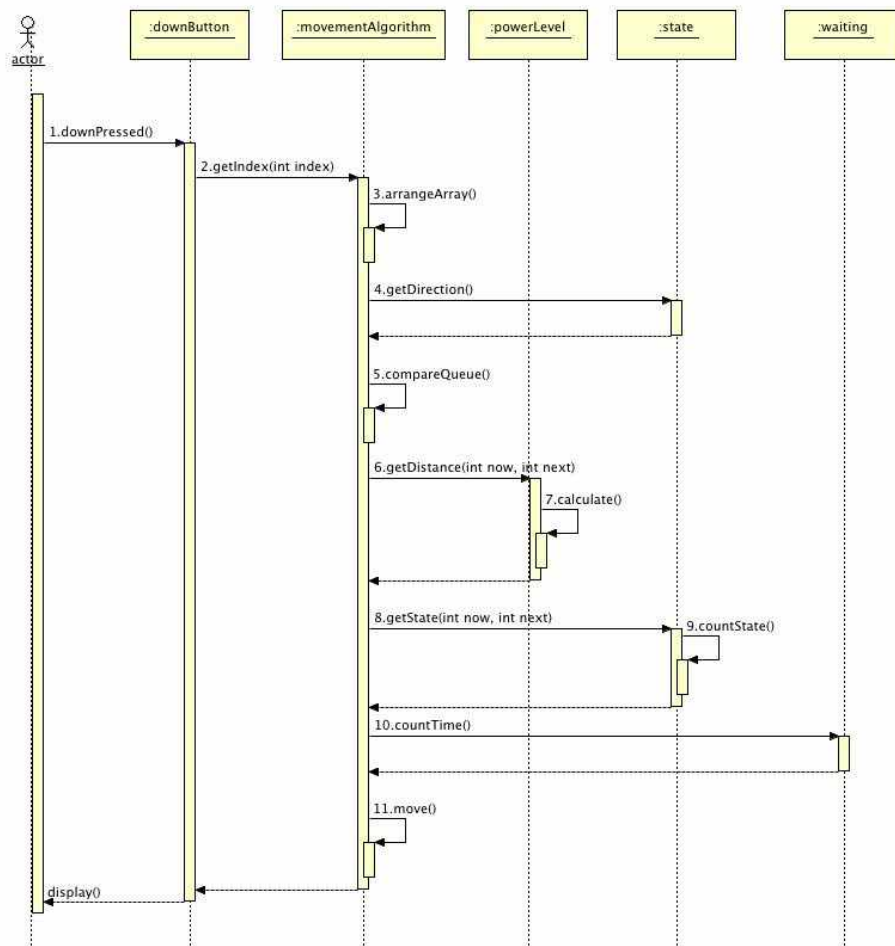 :downButton
:movementAlgorithm
:powerLevel
:state
:waiting
actor
1.downPressed()
2.getIndex(int index)
3.arrangeArray()
4.getDirection()
5.compareQueue()
6.getDistance(int now, int next)
7.calculate()
8.getState(int now, int next)
9.countState()
10.countTime()
11.move()
display()